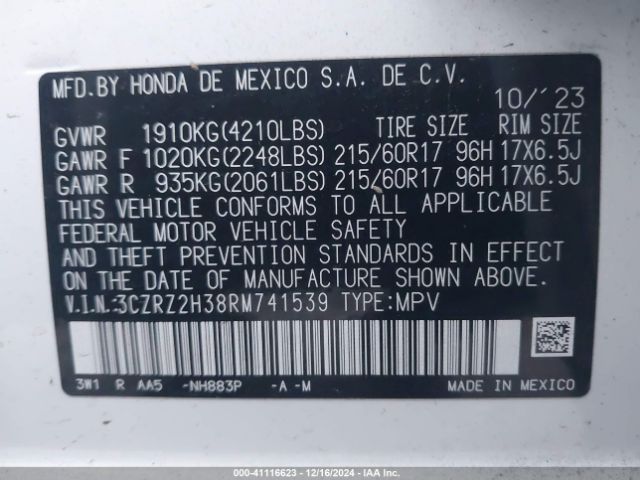 MFD.BY HONDA DE MEXICO S.A. DE C.V.
10/'23
GVWR 1910KG(4210LBS) TIRE SIZE RIM SIZE
GAWR F 1020KG(2248LBS) 215/60R17 96H 17X6.5J
GAWR R 935KG(2061LBS) 215/60R17 96H 17X6.5J
THIS VEHICLE CONFORMS TO ALL APPLICABLE
FEDERAL MOTOR VEHICLE SAFETY
AND THEFT PREVENTION STANDARDS IN EFFECT
ON THE DATE OF MANUFACTURE SHOWN ABOVE.
V.I.N.:3CZRZ2H38RM741539 TYPE:MPV
3W1 R AA5 -NH883P -A -M MADE IN MEXICO
000-41116623 - 12/16/2024 - IAA Inc.